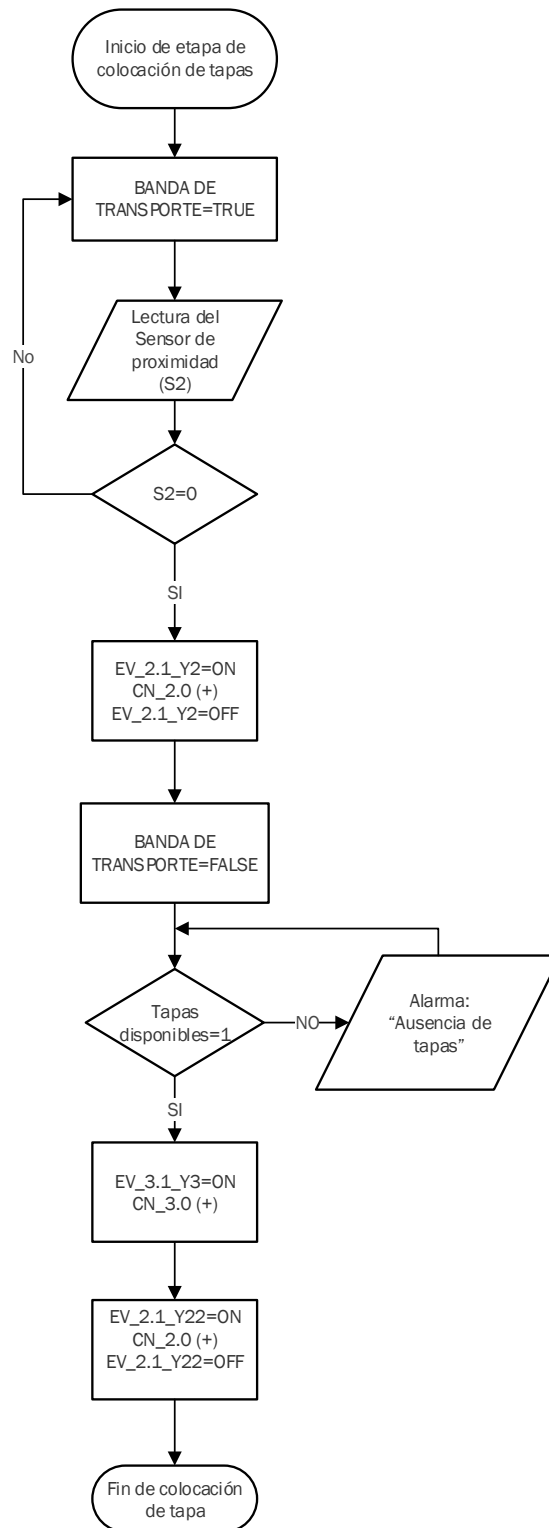 Inicio de etapa de
colocación de tapas
BANDA DE
TRANSPORTE=TRUE
Lectura del
Sensor de
proximidad
(S2)
No
S2=0
SI
EV_2.1_Y2=ON
CN_2.0 (+)
EV_2.1_Y2=OFF
BANDA DE
TRANSPORTE=FALSE
Tapas
disponibles=1
NO
Alarma:
“Ausencia de
tapas”
SI
EV_3.1_Y3=ON
CN_3.0 (+)
EV_2.1_Y22=ON
CN_2.0 (+)
EV_2.1_Y22=OFF
Fin de colocación
de tapa